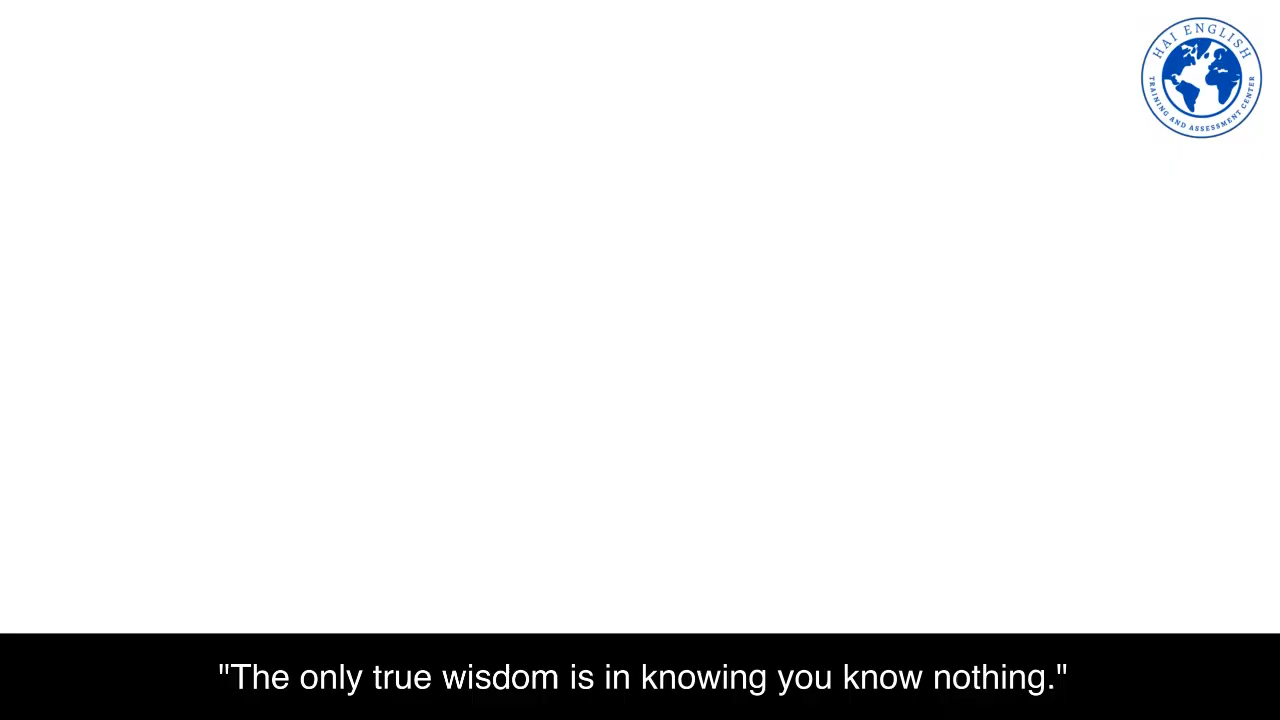 HAI ENGLISH
TRAINING AND ASSESSMENT CENTER
"The only true wisdom is in knowing you know nothing."